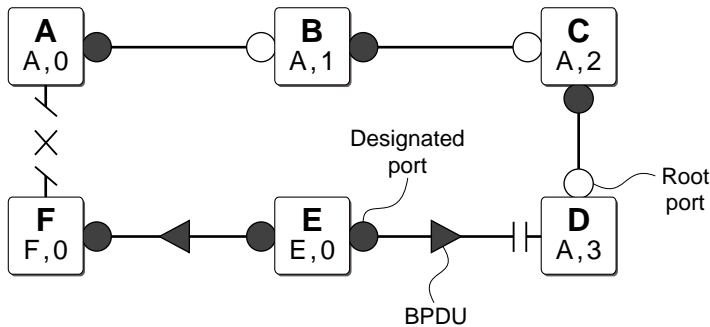 A
A,0
B
A,1
C
A,2
Designated
port
Root
port
F
F,0
E
E,0
D
A,3
BPDU